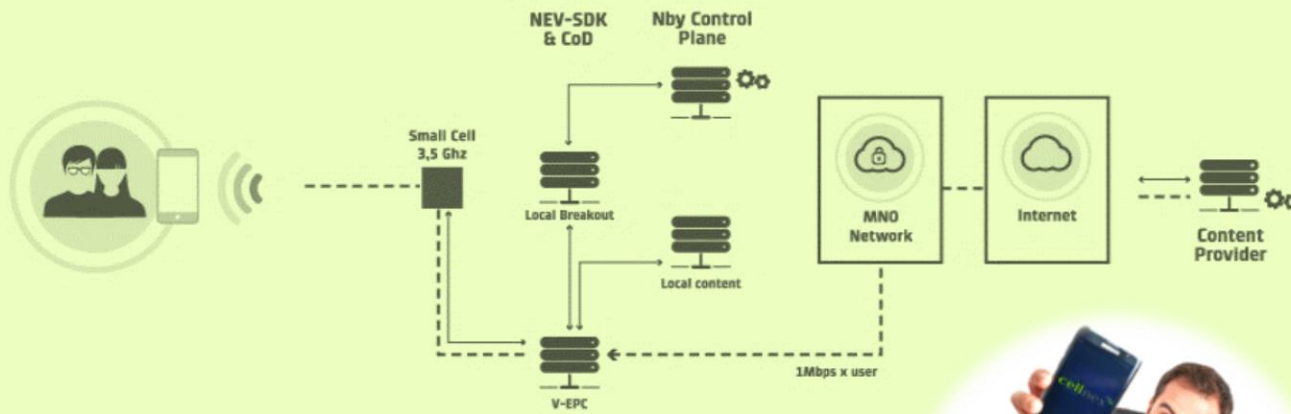 NEV-SDK
& CoD
Nby Control
Plane
Small Cell
3,5 Ghz
Local Breakout
Local content
MNO
Network
Internet
Content
Provider
1Mbps x user
V-EPC
cellnex